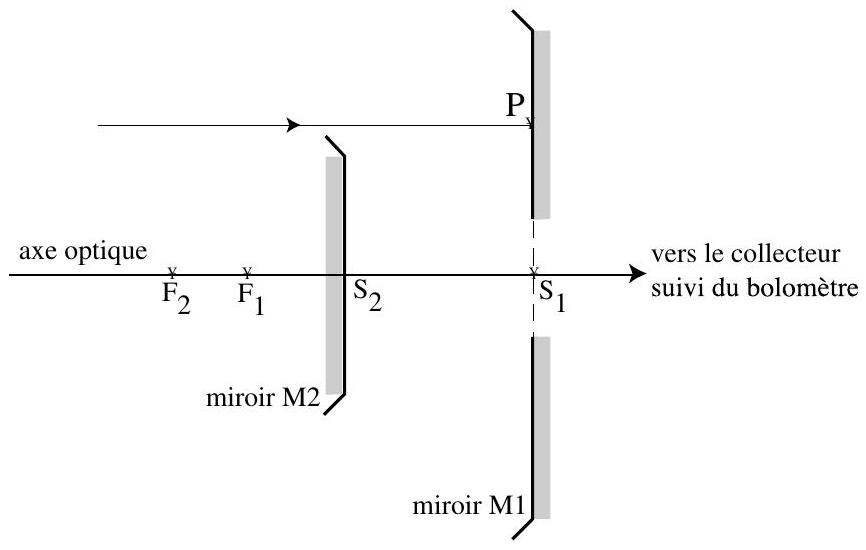 P
axe optique
vers le collecteur
suivi du bolomètre
F2
F1
S2
S1
miroir M2
miroir M1